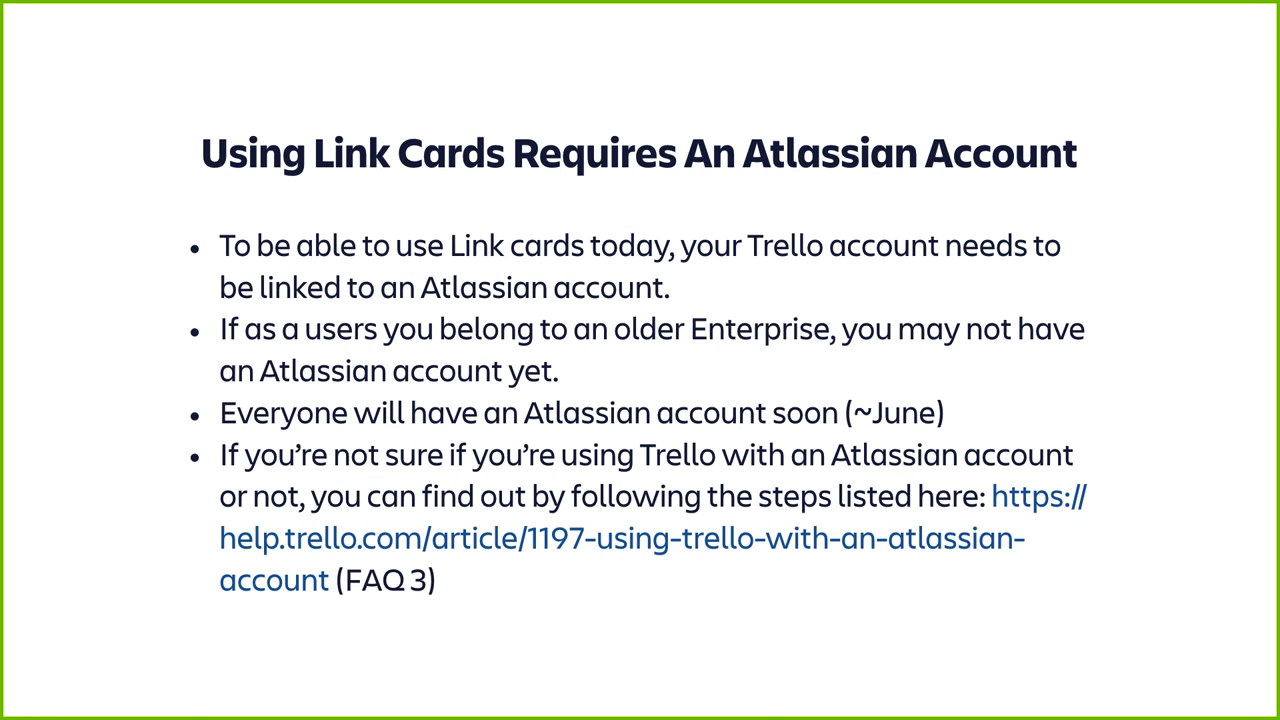 Using Link Cards Requires An Atlassian Account
• To be able to use Link cards today, your Trello account needs to
be linked to an Atlassian account.
• If as a users you belong to an older Enterprise, you may not have
an Atlassian account yet.
• Everyone will have an Atlassian account soon (~June)
• If you’re not sure if you’re using Trello with an Atlassian account
or not, you can find out by following the steps listed here: https://
help.trello.com/article/1197-using-trello-with-an-atlassian-
account (FAQ 3)